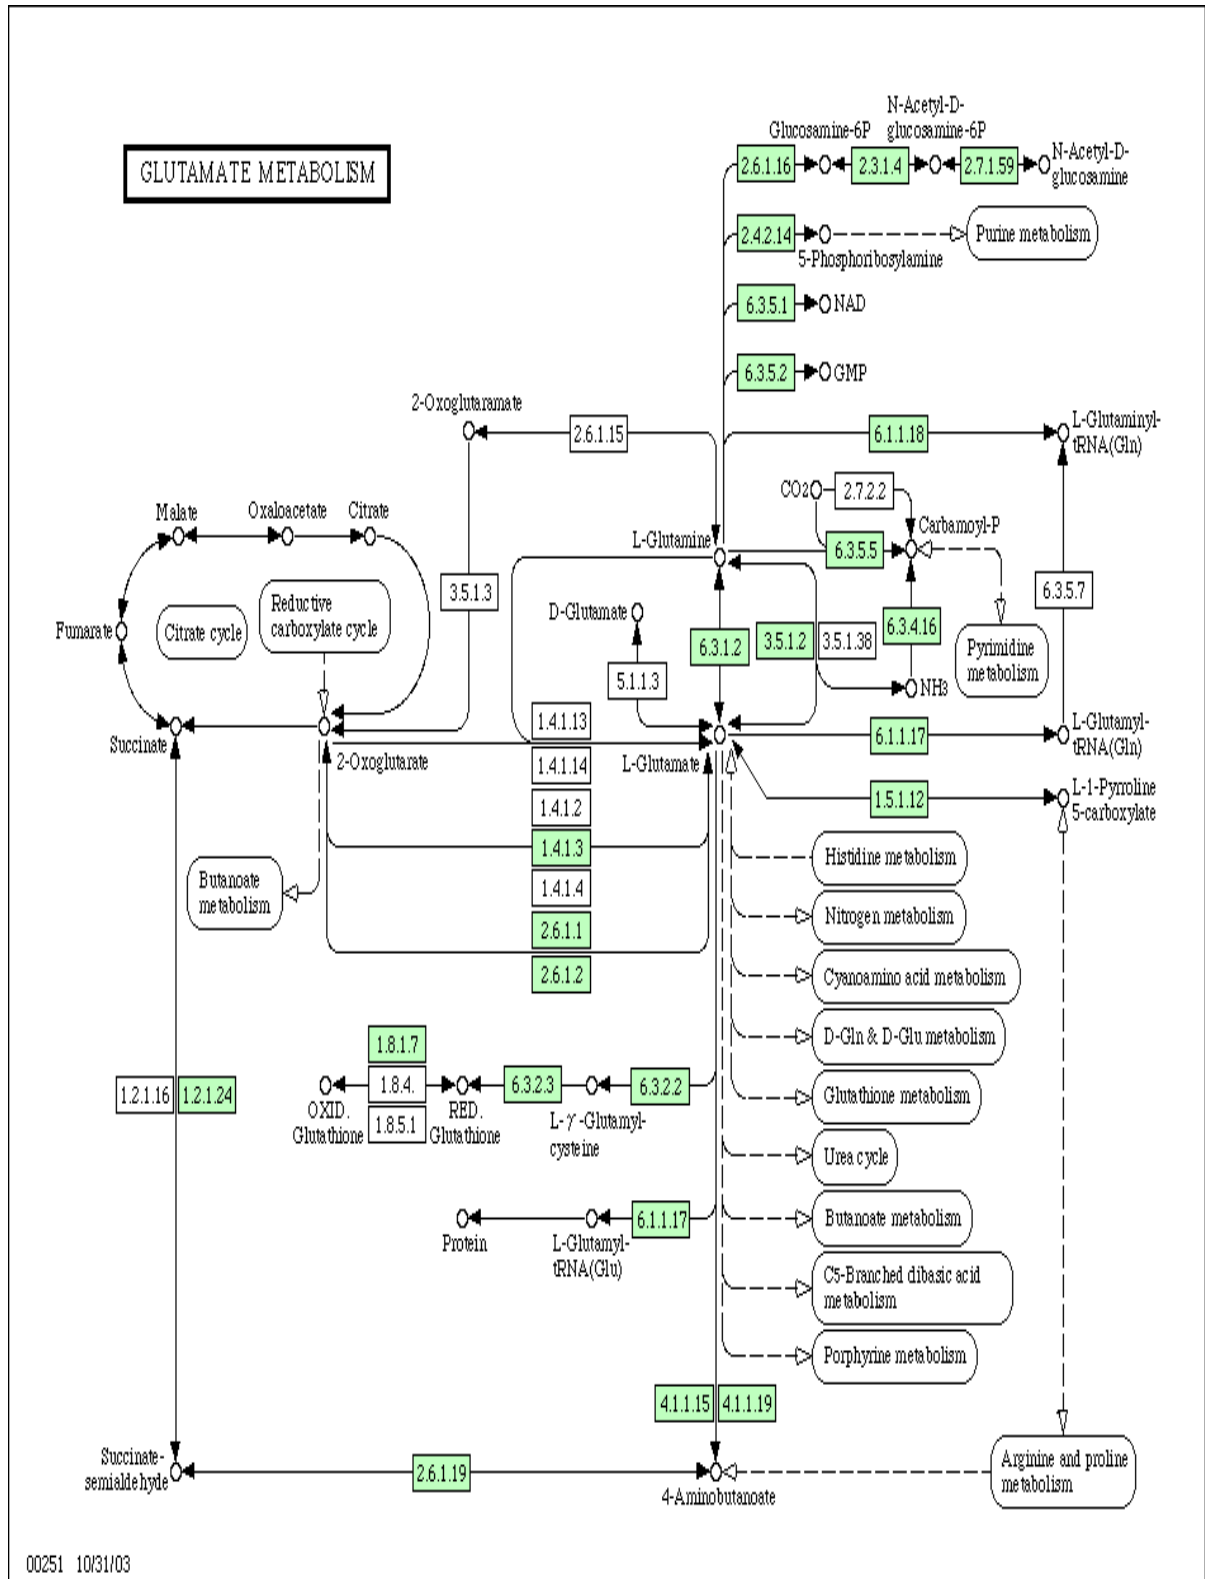 GLUTAMATE METABOLISM
N-Acetyl-D-
glucosamine-6P
Glucosamine-6P
2.6.1.16
2.3.1.4
2.7.1.59
N-Acetyl-D-
glucosamine
2.4.2.14
5-Phosphoribosylamine
Purine metabolism
6.3.5.1
NAD
6.3.5.2
GMP
2-Oxoglutaramate
2.6.1.15
6.1.1.18
L-Glutaminyl-
tRNA(Gln)
CO2
2.7.2.2
Carbamoyl-P
Malate
Oxaloacetate
Citrate
L-Glutamine
6.3.5.5
3.5.1.3
6.3.5.7
Fumarate
Citrate cycle
Reductive
carboxylate cycle
D-Glutamate
6.3.1.2
3.5.1.2
3.5.1.38
6.3.4.16
Pyrimidine
metabolism
5.1.1.3
NH3
Succinate
2-Oxoglutarate
1.4.1.13
L-Glutamate
6.1.1.17
L-Glutamyl-
tRNA(Gln)
1.4.1.14
1.4.1.2
1.5.1.12
L-1-Pyrroline
5-carboxylate
1.4.1.3
Histidine metabolism
Butanoate
metabolism
1.4.1.4
Nitrogen metabolism
2.6.1.1
2.6.1.2
Cyanoamino acid metabolism
D-Gln & D-Glu metabolism
1.8.1.7
1.2.1.16
1.2.1.24
1.8.4.
6.3.2.3
6.3.2.2
Glutathione metabolism
OXID.
Glutathione
1.8.5.1
RED.
Glutathione
L-γ-Glutamyl-
cysteine
Urea cycle
6.1.1.17
Butanoate metabolism
Protein
L-Glutamyl-
tRNA(Glu)
C5-Branched dibasic acid
metabolism
Porphyrine metabolism
4.1.1.15
4.1.1.19
Succinate-
semialdehyde
2.6.1.19
4-Aminobutanoate
Arginine and proline
metabolism
00251 10/31/03